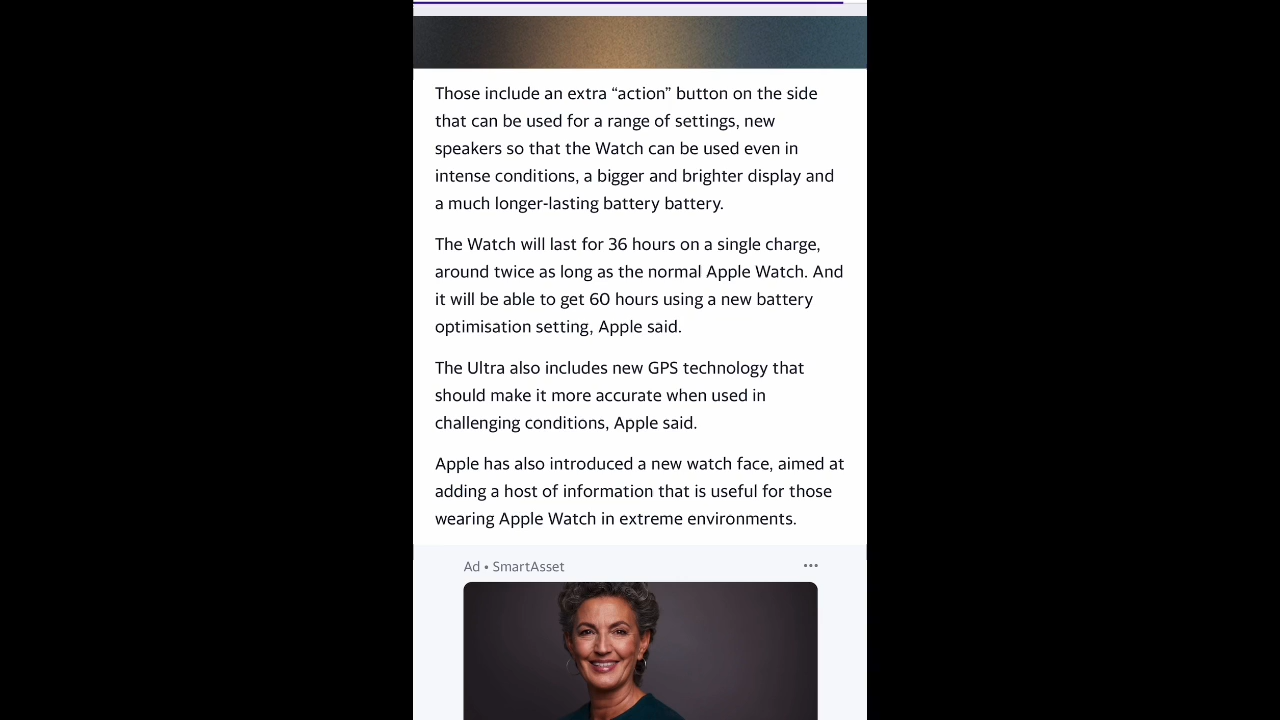 Those include an extra “action” button on the side
that can be used for a range of settings, new
speakers so that the Watch can be used even in
intense conditions, a bigger and brighter display and
a much longer-lasting battery battery.
The Watch will last for 36 hours on a single charge,
around twice as long as the normal Apple Watch. And
it will be able to get 60 hours using a new battery
optimisation setting, Apple said.
The Ultra also includes new GPS technology that
should make it more accurate when used in
challenging conditions, Apple said.
Apple has also introduced a new watch face, aimed at
adding a host of information that is useful for those
wearing Apple Watch in extreme environments.
Ad • SmartAsset